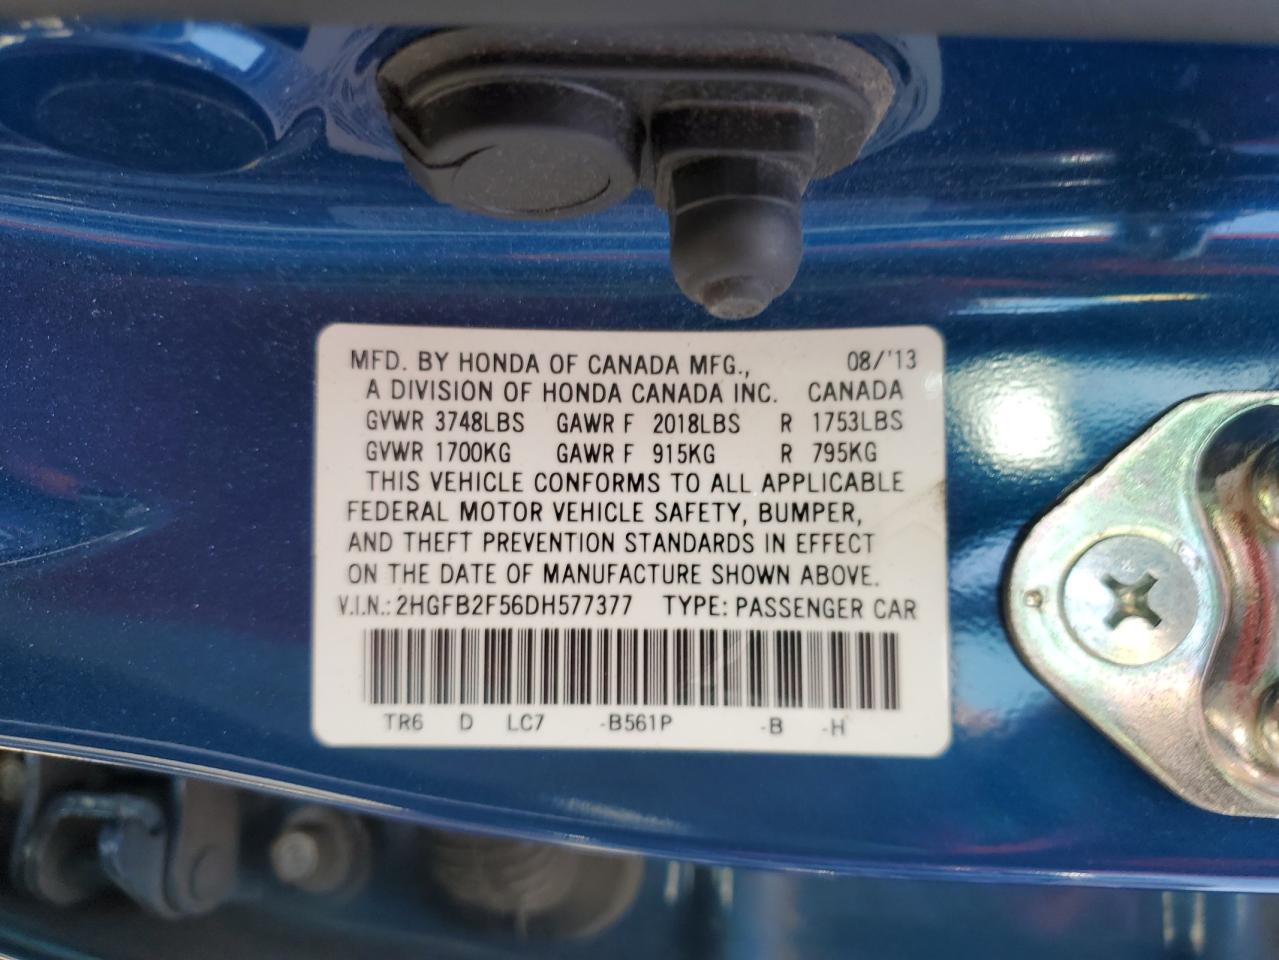 MFD. BY HONDA OF CANADA MFG., 08/'13
A DIVISION OF HONDA CANADA INC. CANADA
GVWR 3748LBS GAWR F 2018LBS R 1753LBS
GVWR 1700KG GAWR F 915KG R 795KG
THIS VEHICLE CONFORMS TO ALL APPLICABLE
FEDERAL MOTOR VEHICLE SAFETY, BUMPER,
AND THEFT PREVENTION STANDARDS IN EFFECT
ON THE DATE OF MANUFACTURE SHOWN ABOVE.
V.I.N.: 2HGFB2F56DH577377 TYPE: PASSENGER CAR
TR6 D LC7 -B561P -B -H